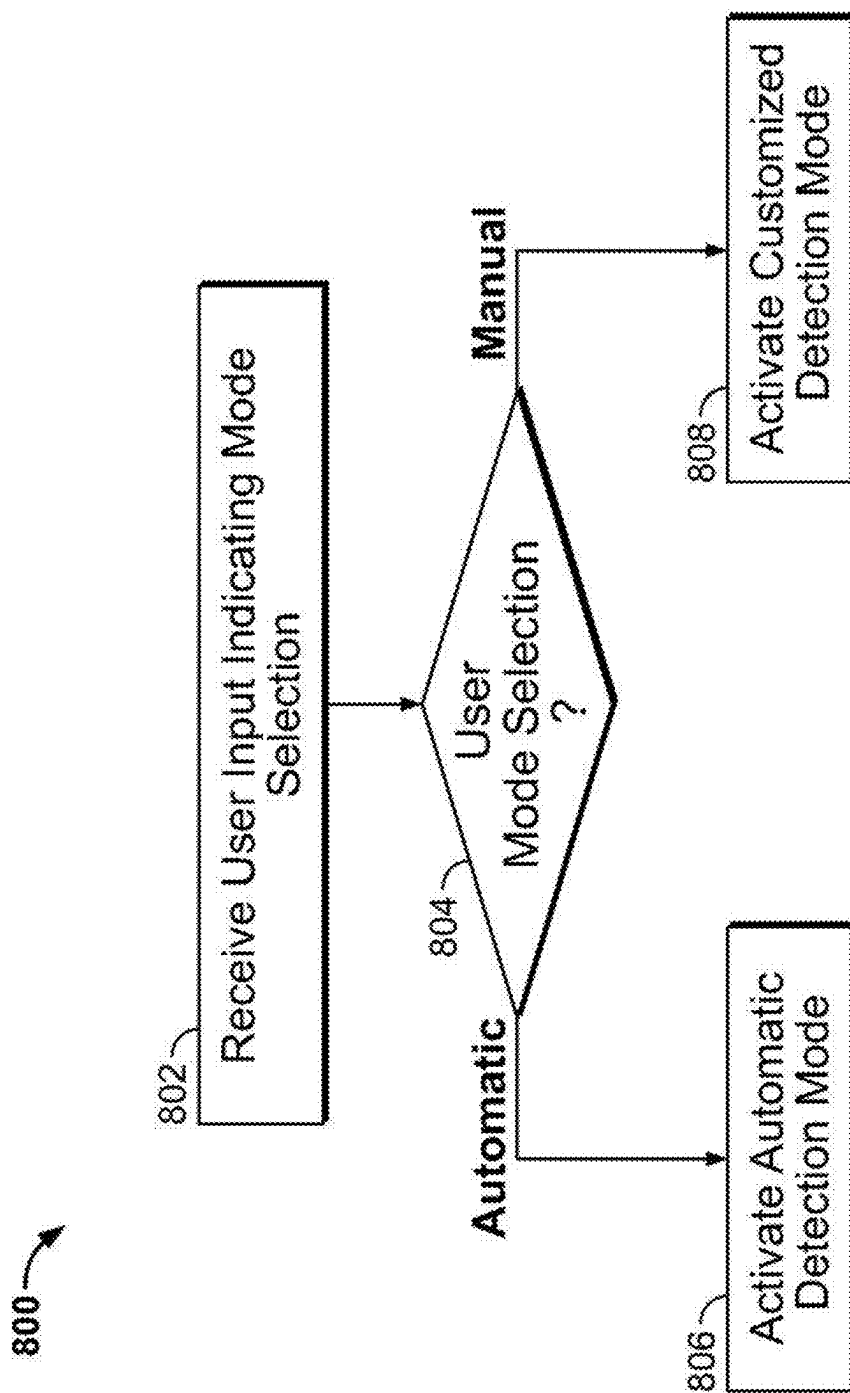 800
802
Receive User Input Indicating Mode
Selection
804
User
Mode Selection
?
Automatic
Manual
806
Activate Automatic
Detection Mode
808
Activate Customized
Detection Mode